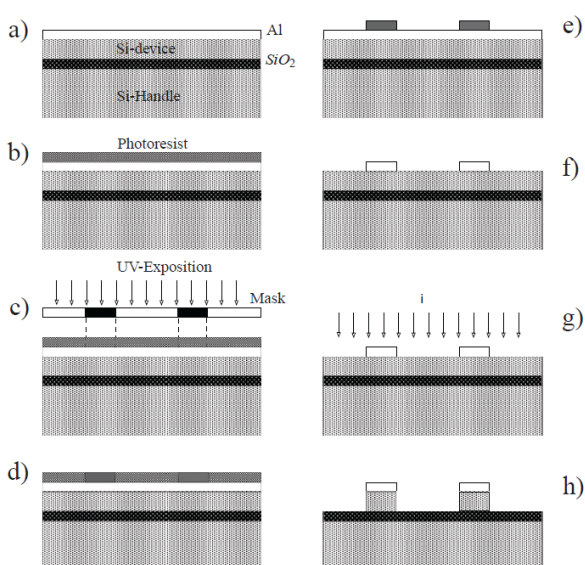 a)
Al
Si-device
SiO2
Si-Handle
b)
Photoresist
c)
UV-Exposition
Mask
d)
e)
f)
g)
i
h)